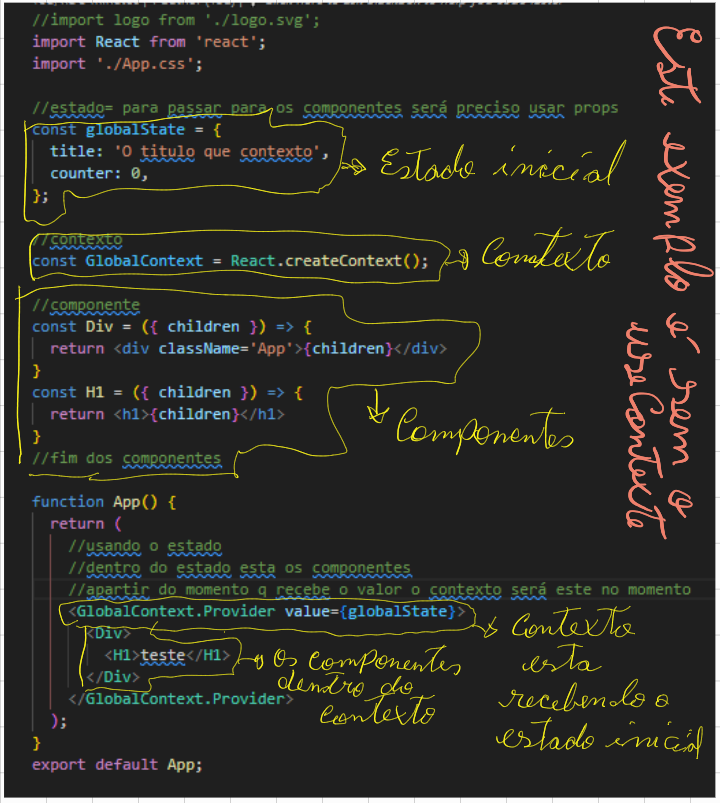 //import logo from './logo.svg';
import React from 'react';
import './App.css';
//estado= para passar para os componentes será preciso usar props
const globalState = {
title: 'O titulo que contexto',
counter: 0,
};
Estado inicial
//contexto
const GlobalContext = React.createContext();
Contexto
//componente
const Div = ({ children }) => {
return <div className='App'>{children}</div>
}
const H1 = ({ children }) => {
return <h1>{children}</h1>
}
//fim dos componentes
Componentes
function App() {
return (
//usando o estado
//dentro do estado esta os componentes
//apartir do momento q recebe o valor o contexto será este no momento
<GlobalContext.Provider value={globalState}>
<Div>
<H1>teste</H1>
</Div>
</GlobalContext.Provider>
);
}
export default App;
Os componentes
dentro do
contexto
Contexto
esta
recebendo o
estado inicial
Este exemplo é sem o
useContexto